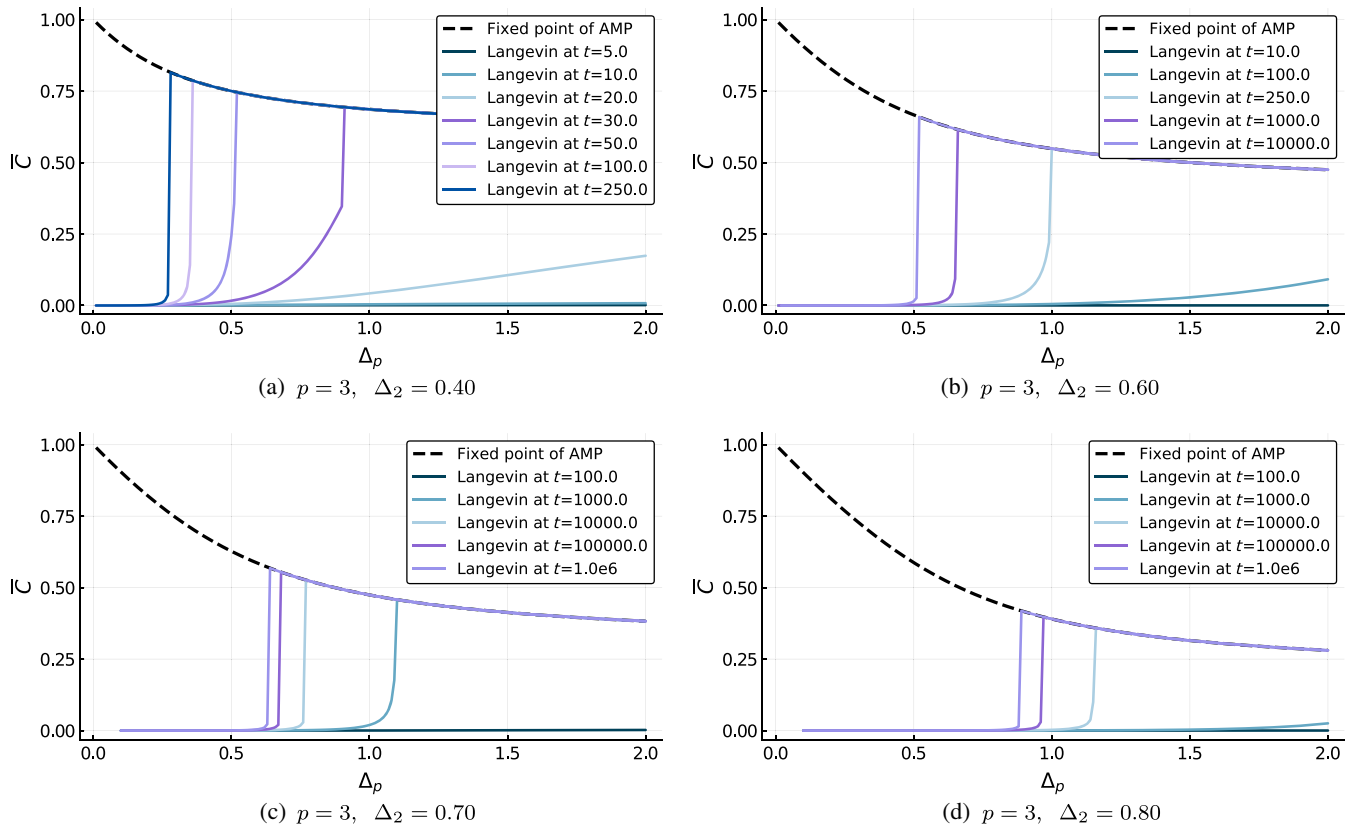 1.00
0.75
0.50
0.25
0.00
C
0.0
0.5
1.0
1.5
2.0
Δp
Fixed point of AMP
Langevin at t=5.0
Langevin at t=10.0
Langevin at t=20.0
Langevin at t=30.0
Langevin at t=50.0
Langevin at t=100.0
Langevin at t=250.0
(a) p = 3, Δ2 = 0.40
1.00
0.75
0.50
0.25
0.00
C
0.0
0.5
1.0
1.5
2.0
Δp
Fixed point of AMP
Langevin at t=10.0
Langevin at t=100.0
Langevin at t=250.0
Langevin at t=1000.0
Langevin at t=10000.0
(b) p = 3, Δ2 = 0.60
1.00
0.75
0.50
0.25
0.00
C
0.0
0.5
1.0
1.5
2.0
Δp
Fixed point of AMP
Langevin at t=100.0
Langevin at t=1000.0
Langevin at t=10000.0
Langevin at t=100000.0
Langevin at t=1.0e6
(c) p = 3, Δ2 = 0.70
1.00
0.75
0.50
0.25
0.00
C
0.0
0.5
1.0
1.5
2.0
Δp
Fixed point of AMP
Langevin at t=100.0
Langevin at t=1000.0
Langevin at t=10000.0
Langevin at t=100000.0
Langevin at t=1.0e6
(d) p = 3, Δ2 = 0.80